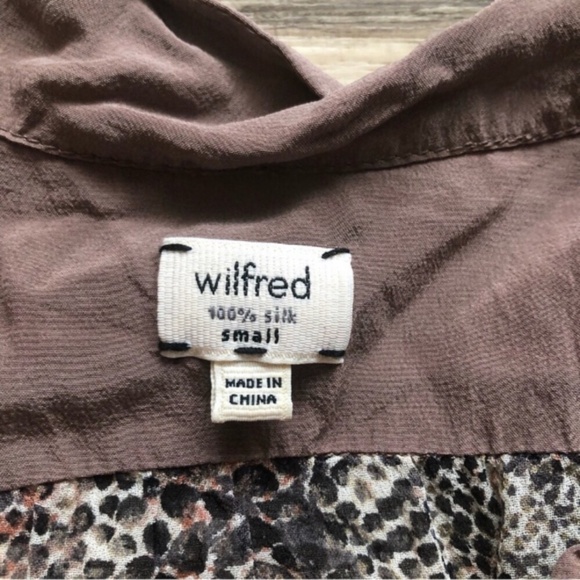 wilfred
100% silk
small
MADE IN
CHINA